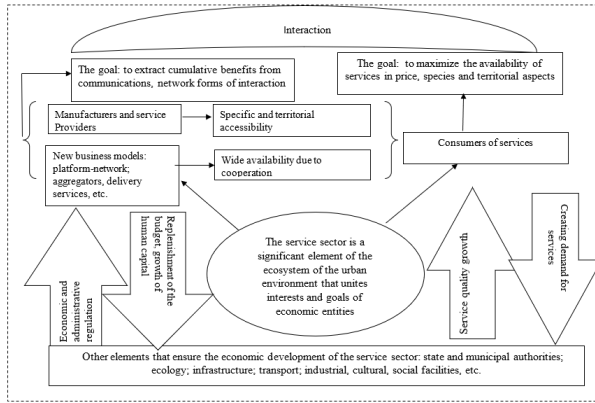 Interaction
The goal: to extract cumulative benefits from
communications, network forms of interaction
The goal:  to maximize the availability of
services in price, species and territorial aspects
Manufacturers and service
Providers
Specific and territorial
accessibility
New business models:
platform-network;
aggregators, delivery
services, etc.
Wide availability due to
cooperation
Consumers of services
Economic and
administrative
regulation
Replenishment of the
budget, growth of
human capital
The service sector is a
significant element of the
ecosystem of the urban
environment that unites
interests and goals of
economic entities
Service quality growth
Creating demand for
services
Other elements that ensure the economic development of the service sector: state and municipal authorities;
ecology; infrastructure; transport; industrial, cultural, social facilities, etc.